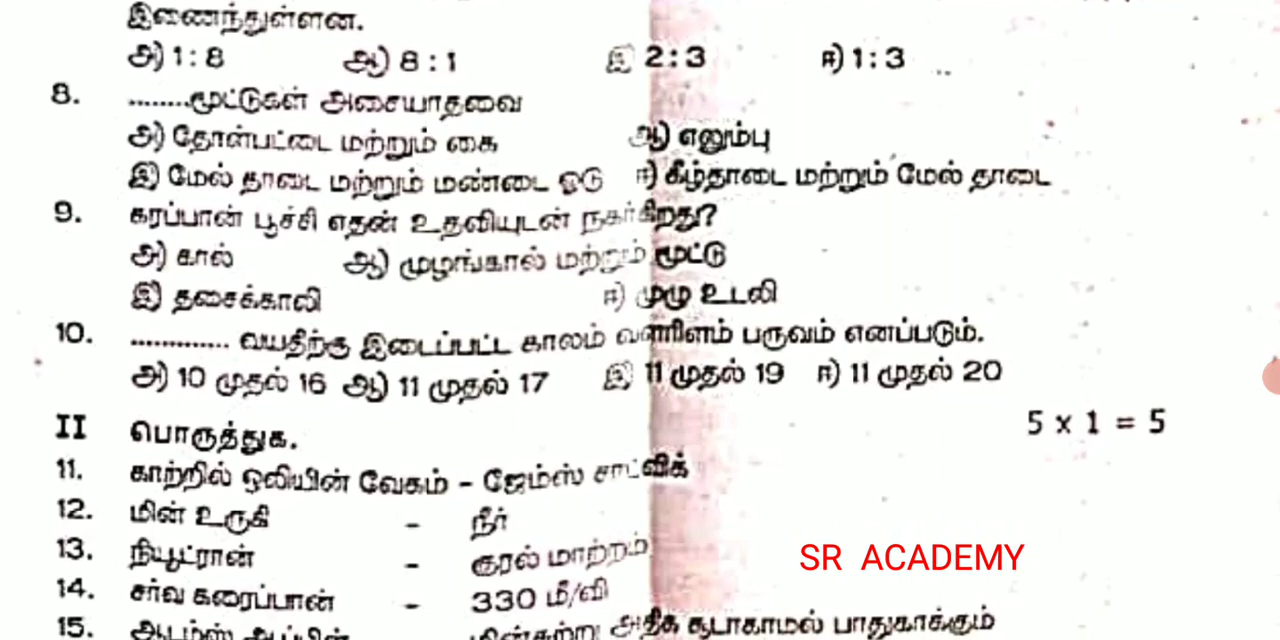 இணைந்துள்ளன.
அ) 1 : 8 ஆ) 8 : 1 இ) 2 : 3 ஈ) 1 : 3
8. ........மூட்டுகள் அசையாதவை
அ) தோள்பட்டை மற்றும் கை ஆ) எலும்பு
இ) மேல் தாடை மற்றும் மண்டை ஓடு ஈ) கீழ்தாடை மற்றும் மேல் தாடை
9. கரப்பான் பூச்சி எதன் உதவியுடன் நகர்கிறது?
அ) கால் ஆ) முழங்கால் மற்றும் மூட்டு
இ) தசைக்கால் ஈ) முழு உடலி
10. ............. வயதிற்கு இடைப்பட்ட காலம் வளரிளம் பருவம் எனப்படும்.
அ) 10 முதல் 16 ஆ) 11 முதல் 17 இ) 11 முதல் 19 ஈ) 11 முதல் 20
II பொருத்துக. 5 x 1 = 5
11. காற்றில் ஒலியின் வேகம் - ஜேம்ஸ் சாட்விக்
12. மின் உருகி - நீர்
13. நியூட்ரான் - குரல் மாற்றம்
14. சர்வ கரைப்பான் - 330 மீ/வி
15. ஆடம்ஸ் ஆப்பிள் அதிக சூடாகாமல் பாதுகாக்கும்
SR ACADEMY